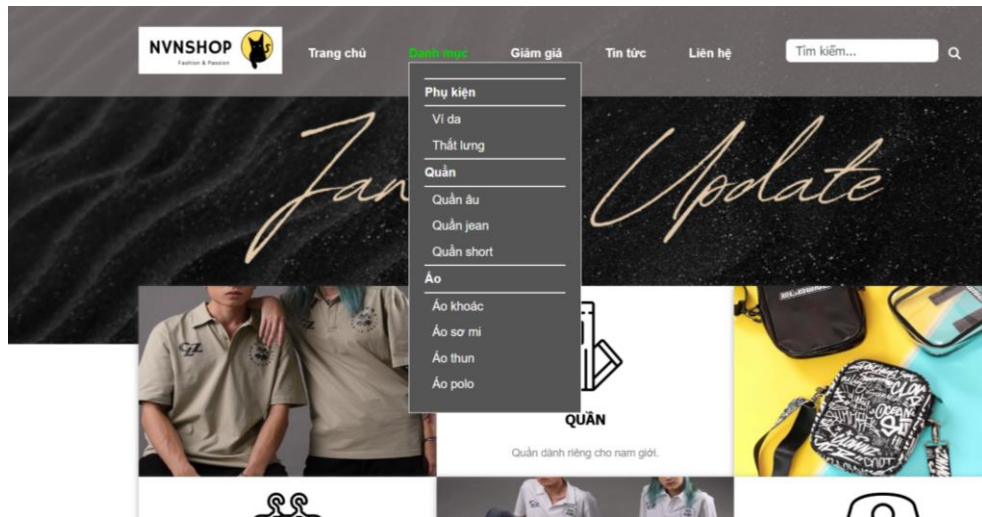 NVNSHOP
Fashion & Passion
Trang chủ
Danh mục
Giảm giá
Tin tức
Liên hệ
Tìm kiếm...
Phụ kiện
Ví da
Thắt lưng
Quần
Quần âu
Quần jean
Quần short
Áo
Áo khoác
Áo sơ mi
Áo thun
Áo polo
Jan
Update
QUẦN
Quần dành riêng cho nam giới.